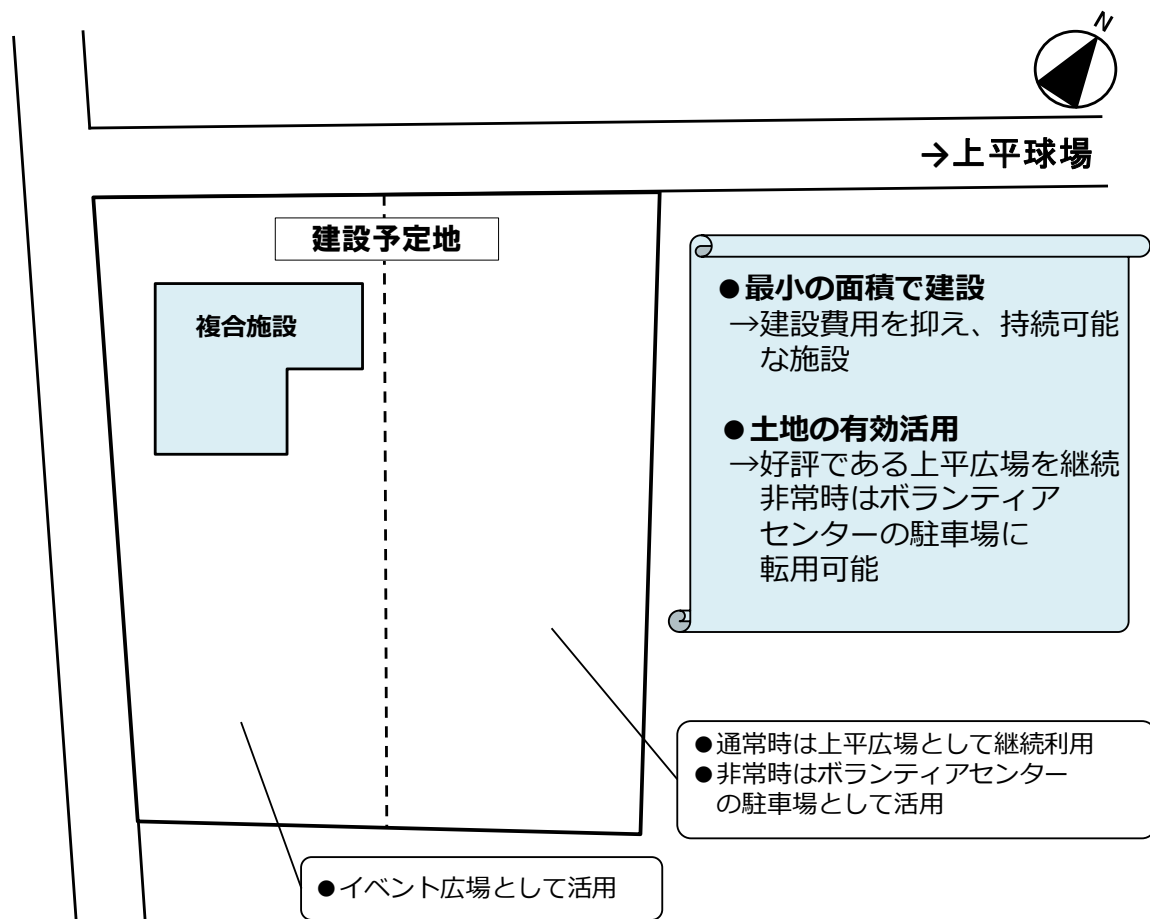 N
→上平球場
建設予定地
複合施設
●最小の面積で建設
→建設費用を抑え、持続可能
な施設
●土地の有効活用
→好評である上平広場を継続
非常時はボランティア
センターの駐車場に
転用可能
●通常時は上平広場として継続利用
●非常時はボランティアセンター
の駐車場として活用
●イベント広場として活用